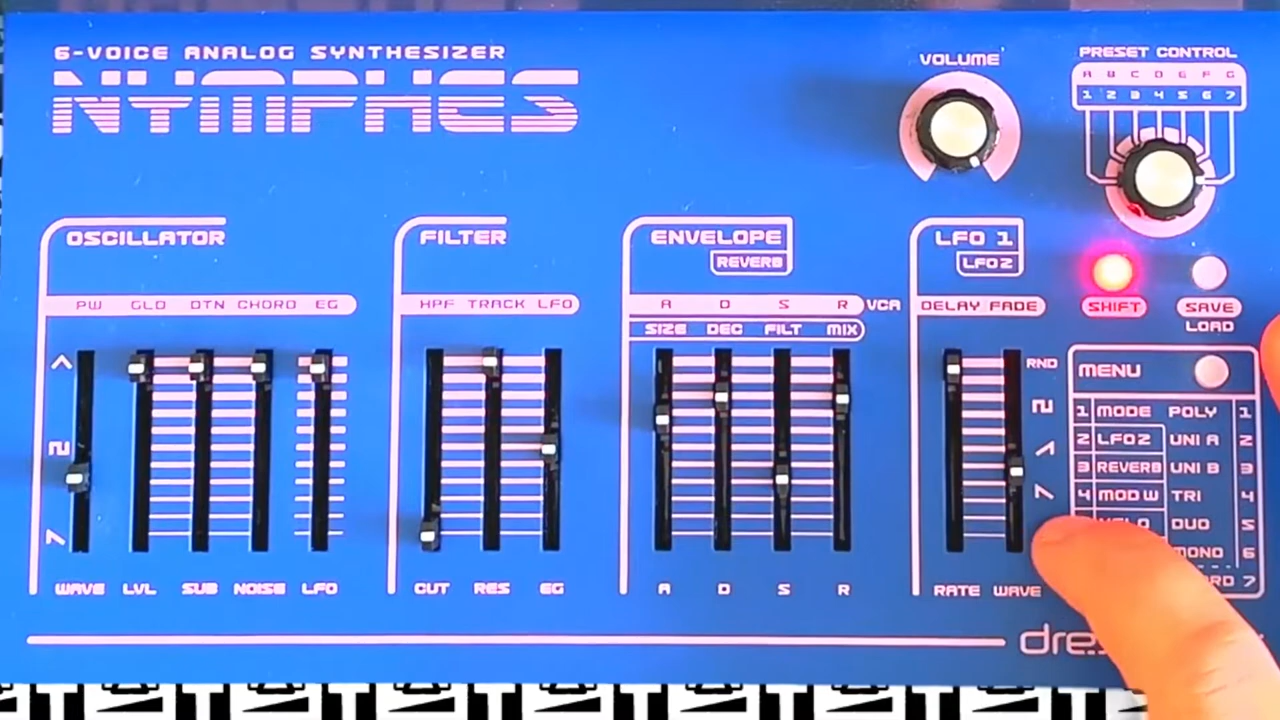 6-VOICE ANALOG SYNTHESIZER
NYMPHES
VOLUME
PRESET CONTROL
A B C D E F G
1 2 3 4 5 6 7
OSCILLATOR
PW GLD DTN CHORD EG
WAVE LVL SUB NOISE LFO
FILTER
HPF TRACK LFO
CUT RES EG
ENVELOPE
REVERB
A D S R VCA
SIZE DEC FILT MIX
A D S R
LFO 1
LFO2
DELAY FADE
RND
RATE WAVE
SHIFT
SAVE
LOAD
MENU
1 MODE POLY 1
2 LFO2 UNI A 2
3 REVERB UNI B 3
4 MOD W TRI 4
DUO 5
MONO 6
7